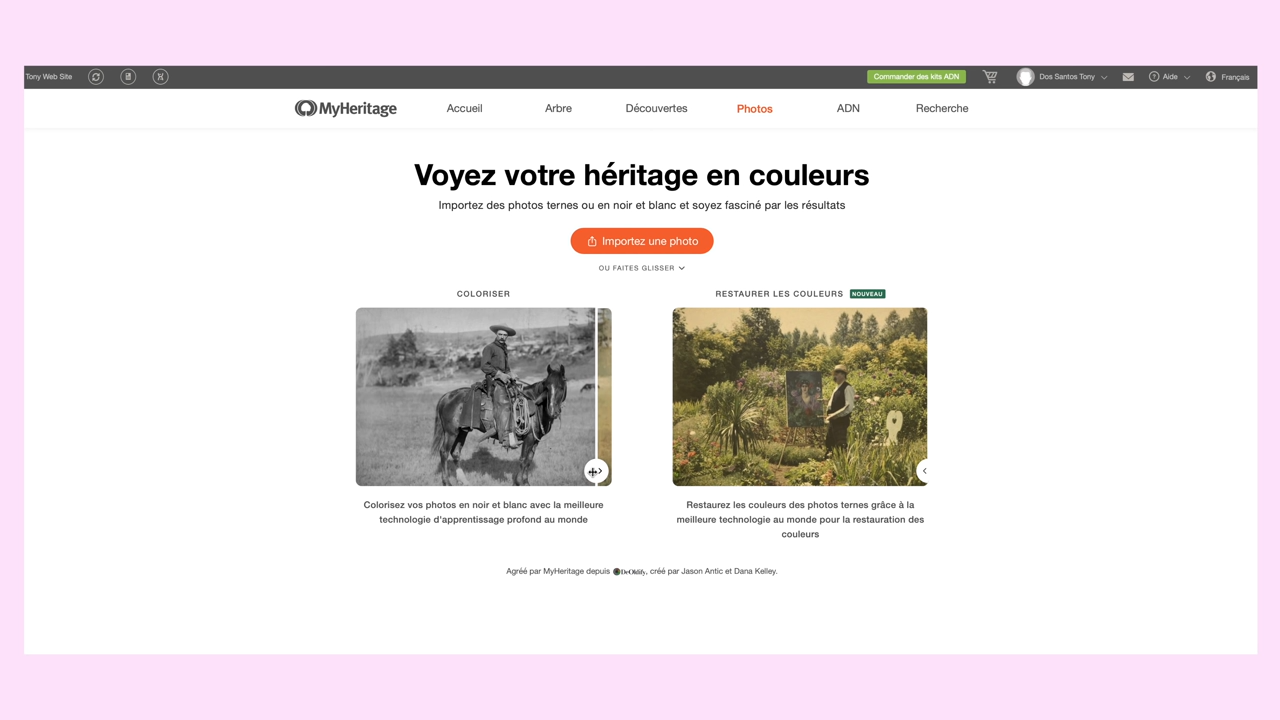 Tony Web Site
Commander des kits ADN
Dos Santos Tony
Aide
Français
MyHeritage
Accueil
Arbre
Découvertes
Photos
ADN
Recherche
Voyez votre héritage en couleurs
Importez des photos ternes ou en noir et blanc et soyez fasciné par les résultats
Importez une photo
OU FAITES GLISSER
COLORISER
RESTAURER LES COULEURS NOUVEAU
Colorisez vos photos en noir et blanc avec la meilleure
technologie d'apprentissage profond au monde
Restaurez les couleurs des photos ternes grâce à la
meilleure technologie au monde pour la restauration des
couleurs
Agréé par MyHeritage depuis , créé par Jason Antic et Dana Kelley.